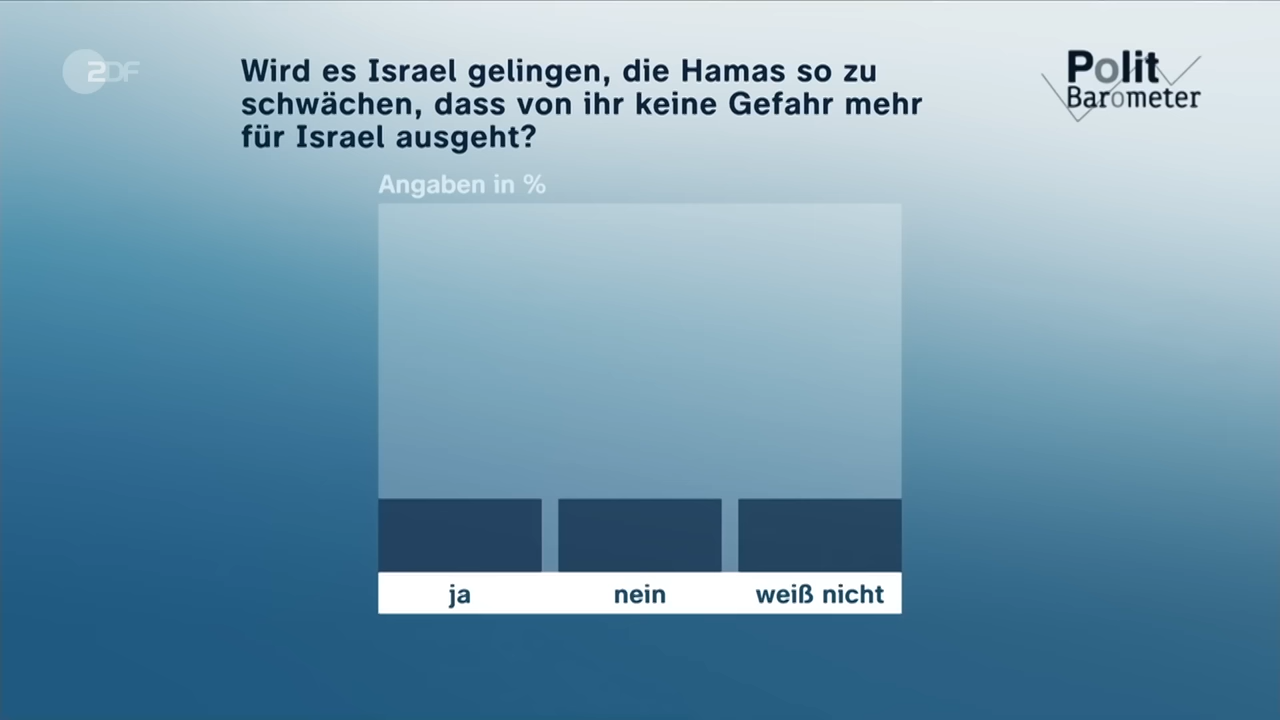 ZDF
Wird es Israel gelingen, die Hamas so zu
schwächen, dass von ihr keine Gefahr mehr
für Israel ausgeht?
Polit
Barometer
Angaben in %
ja
nein
weiß nicht